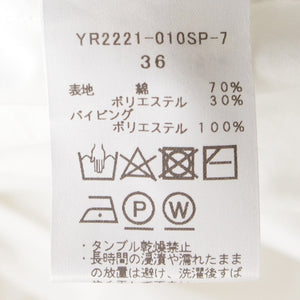 YR2221-010SP-7
36
表地 綿 70%
ポリエステル 30%
パイピング
ポリエステル 100%
P W
・タンブル乾燥禁止
・長時間の浸漬や濡れたまま
の放置は避け、洗濯後すば